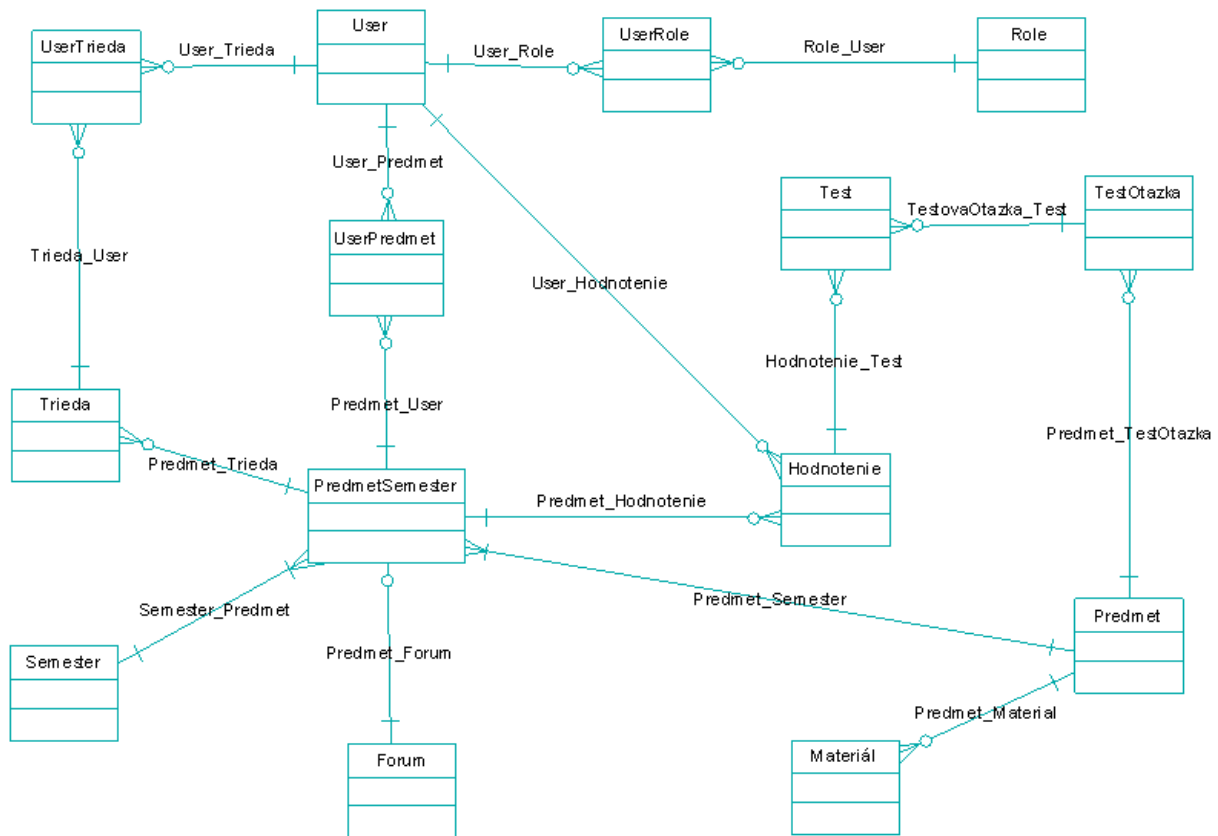 User
UserTrieda
User_Trieda
User_Role
UserRole
Role_User
Role
User_Predmet
Test
TestovaOtazka_Test
TestOtazka
UserPredmet
Trieda_User
User_Hodnotenie
Hodnotenie_Test
Trieda
Predmet_User
Predmet_TestOtazka
Predmet_Trieda
PredmetSemester
Predmet_Hodnotenie
Hodnotenie
Semester_Predmet
Predmet_Semester
Predmet
Semester
Predmet_Forum
Predmet_Material
Forum
Materiál